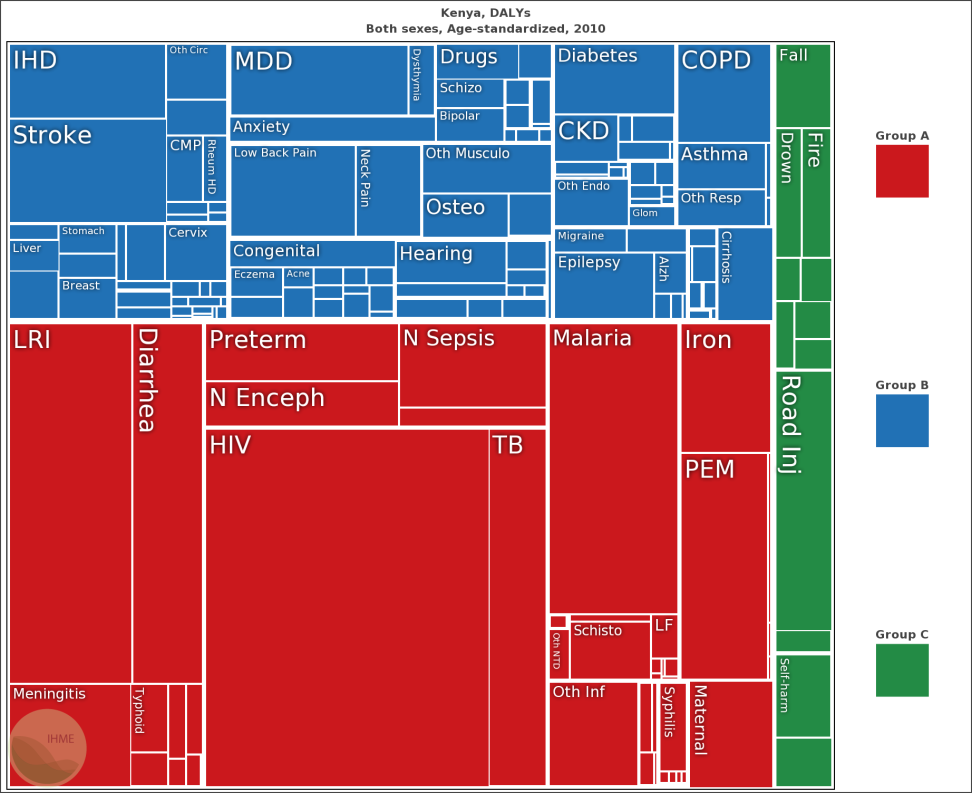 Kenya, DALYs
Both sexes, Age-standardized, 2010
IHD
Oth Circ
Stroke
CMP
Rheum HD
Liver
Stomach
Breast
Cervix
MDD
Dysthymia
Anxiety
Drugs
Schizo
Bipolar
Low Back Pain
Neck Pain
Oth Musculo
Osteo
Congenital
Eczema
Acne
Hearing
Diabetes
CKD
Oth Endo
Glom
COPD
Asthma
Oth Resp
Migraine
Epilepsy
Alzh
Cirrhosis
Fall
Drown
Fire
Road Inj
Self-harm
LRI
Diarrhea
Meningitis
Typhoid
IHME
Preterm
N Enceph
N Sepsis
HIV
TB
Malaria
Oth NTD
Schisto
LF
Iron
PEM
Oth Inf
Syphilis
Maternal
Group A
Group B
Group C